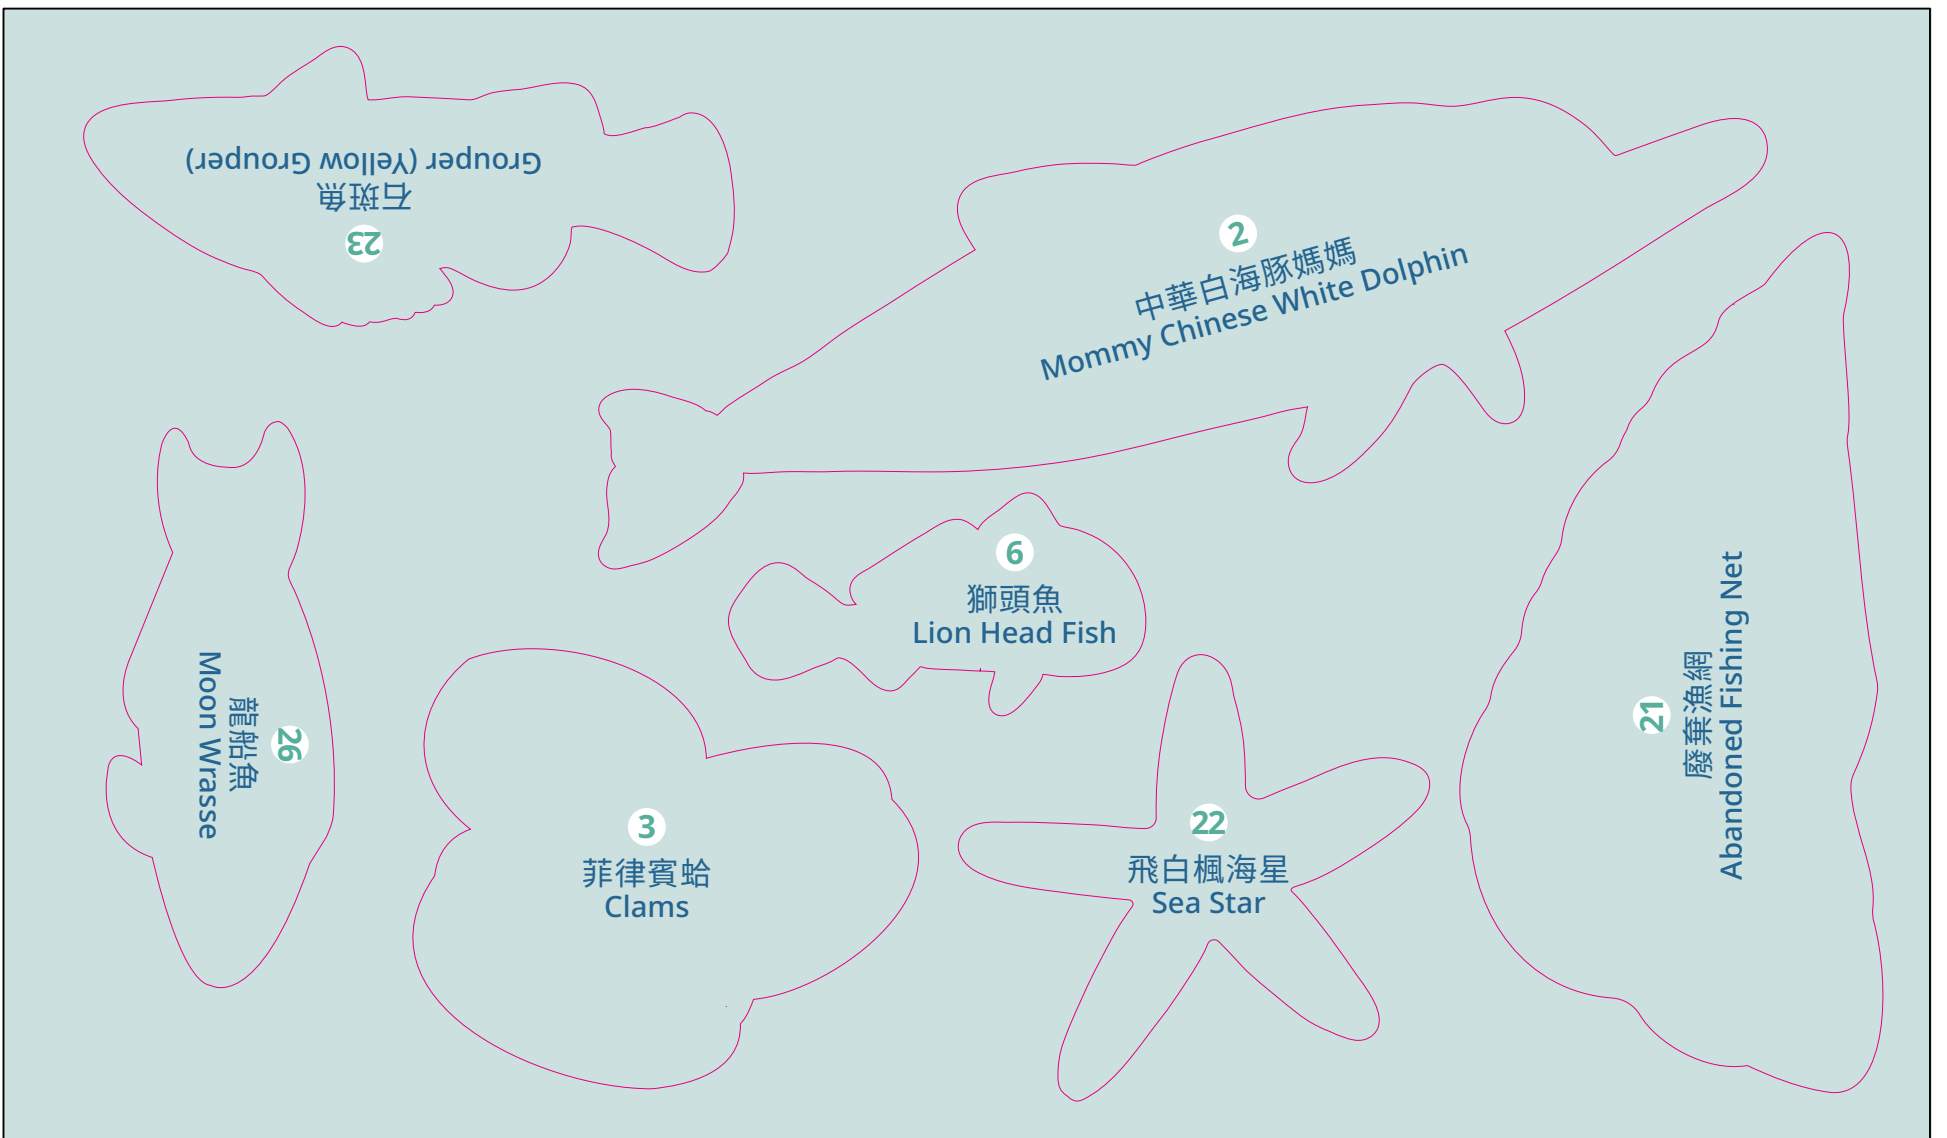 Grouper (Yellow Grouper)
石斑魚
23
2
中華白海豚媽媽
Mommy Chinese White Dolphin
6
獅頭魚
Lion Head Fish
26
龍船魚
Moon Wrasse
3
菲律賓蛤
Clams
22
飛白楓海星
Sea Star
21
廢棄漁網
Abandoned Fishing Net